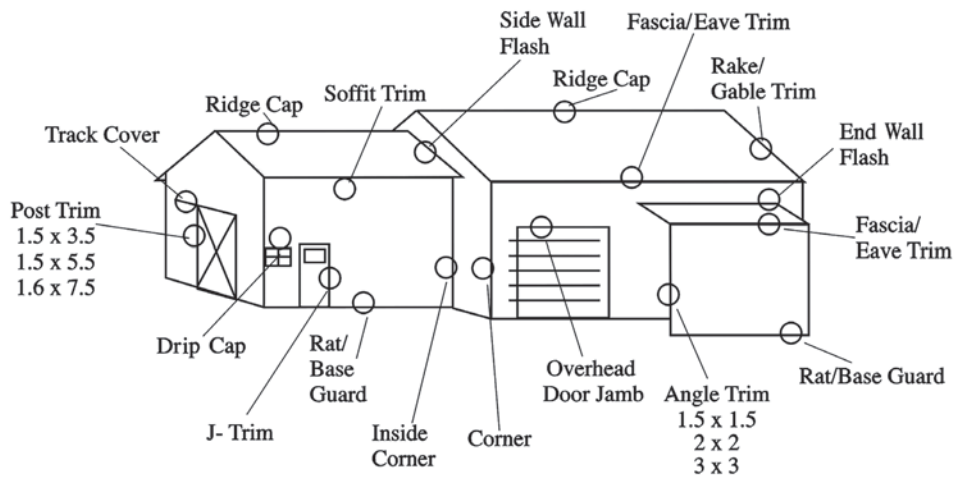 Side Wall
Flash
Fascia/Eave Trim
Ridge Cap
Rake/
Gable Trim
Soffit Trim
Ridge Cap
Track Cover
End Wall
Flash
Post Trim
1.5 x 3.5
1.5 x 5.5
1.6 x 7.5
Fascia/
Eave Trim
Drip Cap
Rat/
Base
Guard
Overhead
Door Jamb
Angle Trim
1.5 x 1.5
2 x 2
3 x 3
Rat/Base Guard
J- Trim
Inside
Corner
Corner